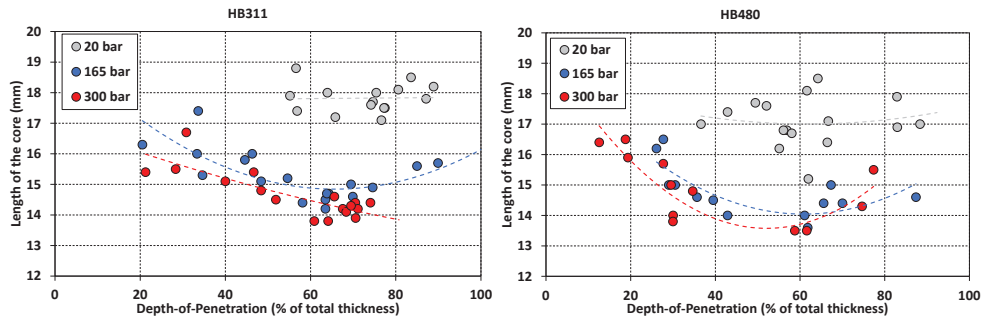 HB311
Length of the core (mm)
20
19
18
17
16
15
14
13
12
20 bar
165 bar
300 bar
0
20
40
60
80
100
Depth-of-Penetration (% of total thickness)
HB480
Length of the core (mm)
20
19
18
17
16
15
14
13
12
20 bar
165 bar
300 bar
0
20
40
60
80
100
Depth-of-Penetration (% of total thickness)